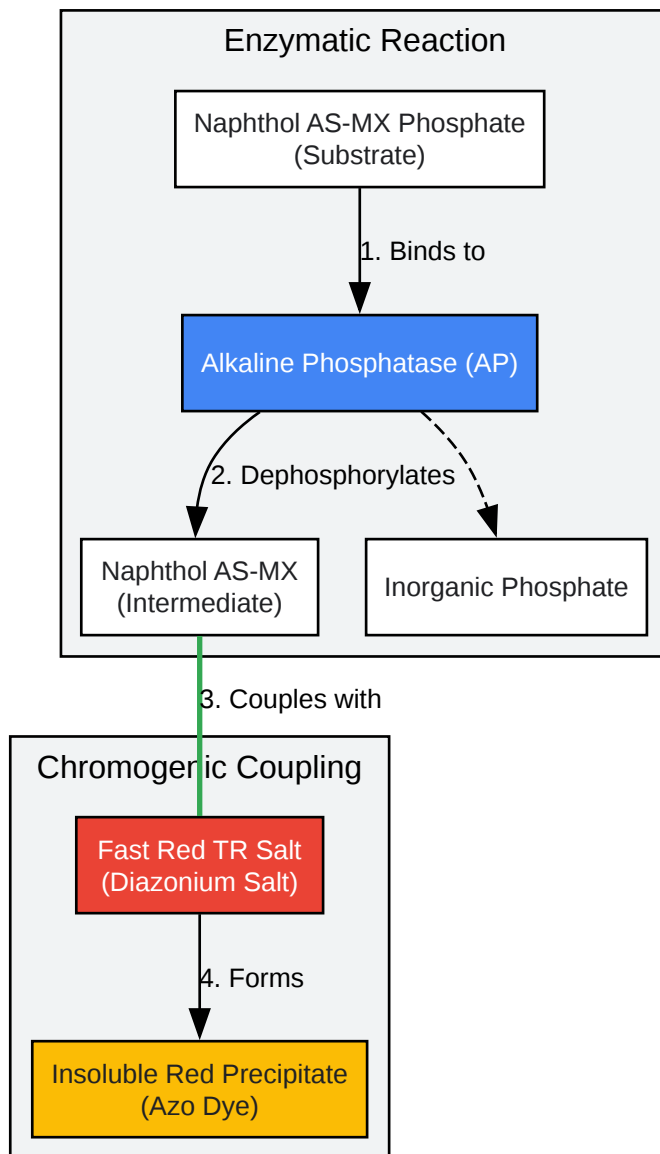 Enzymatic Reaction
Naphthol AS-MX Phosphate
(Substrate)
1. Binds to
Alkaline Phosphatase (AP)
2. Dephosphorylates
Naphthol AS-MX
(Intermediate)
Inorganic Phosphate
3. Couples with
Chromogenic Coupling
Fast Red TR Salt
(Diazonium Salt)
4. Forms
Insoluble Red Precipitate
(Azo Dye)